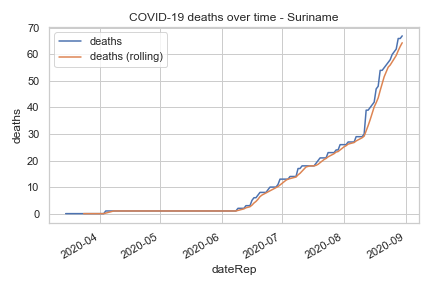 COVID-19 deaths over time - Suriname
deaths
deaths (rolling)
deaths
70
60
50
40
30
20
10
0
2020-04
2020-05
2020-06
2020-07
2020-08
2020-09
dateRep